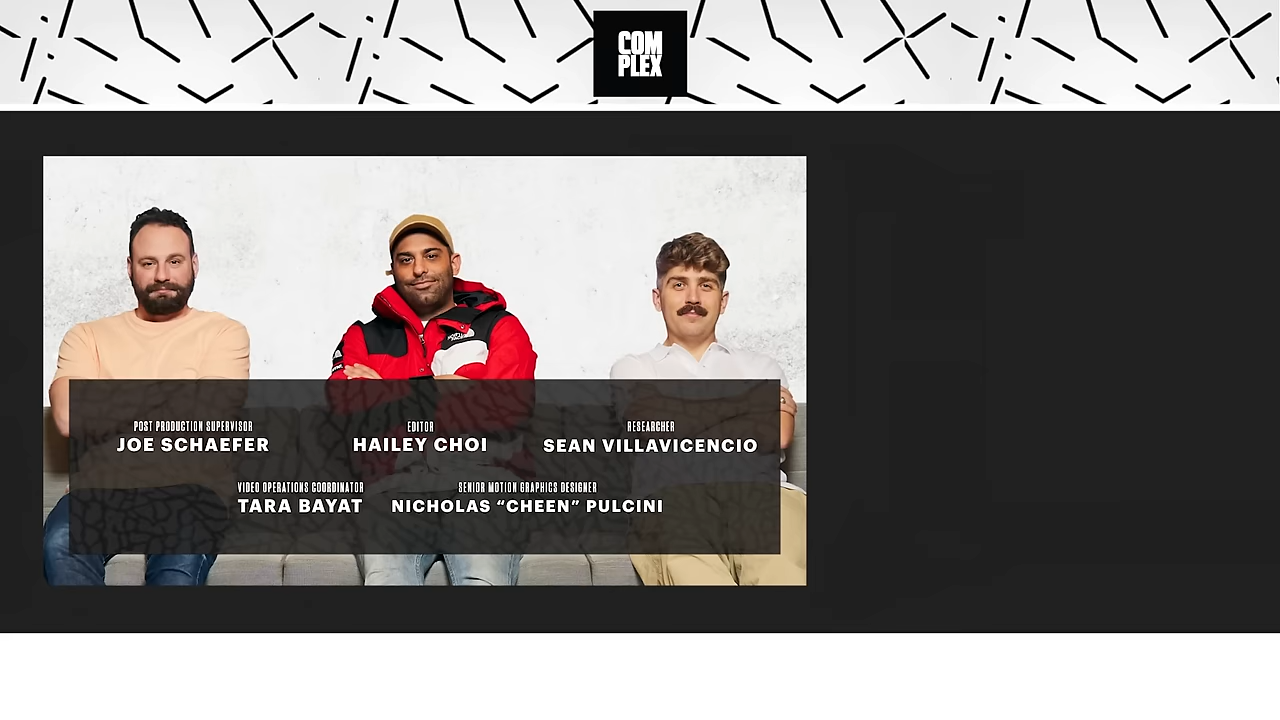 COM
PLEX
POST PRODUCTION SUPERVISOR
JOE SCHAEFER
EDITOR
HAILEY CHOI
RESEARCHER
SEAN VILLAVICENCIO
VIDEO OPERATIONS COORDINATOR
TARA BAYAT
SENIOR MOTION GRAPHICS DESIGNER
NICHOLAS “CHEEN” PULCINI